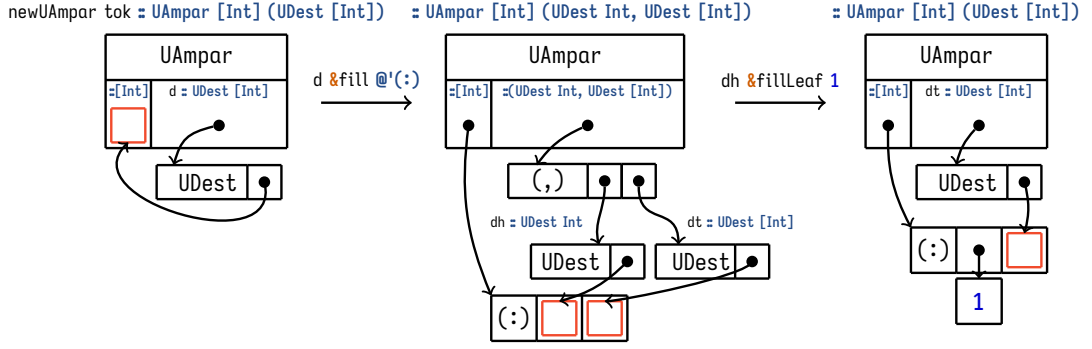 newUAmpar tok :: UAmpar [Int] (UDest [Int])
:: UAmpar [Int] (UDest Int, UDest [Int])
:: UAmpar [Int] (UDest [Int])
UAmpar
::[Int]
d :: UDest [Int]
UDest
d &fill @'(:)
UAmpar
::[Int]
::(UDest Int, UDest [Int])
(,)
dh :: UDest Int
dt :: UDest [Int]
UDest
UDest
(:)
dh &fillLeaf 1
UAmpar
::[Int]
dt :: UDest [Int]
UDest
(:)
1